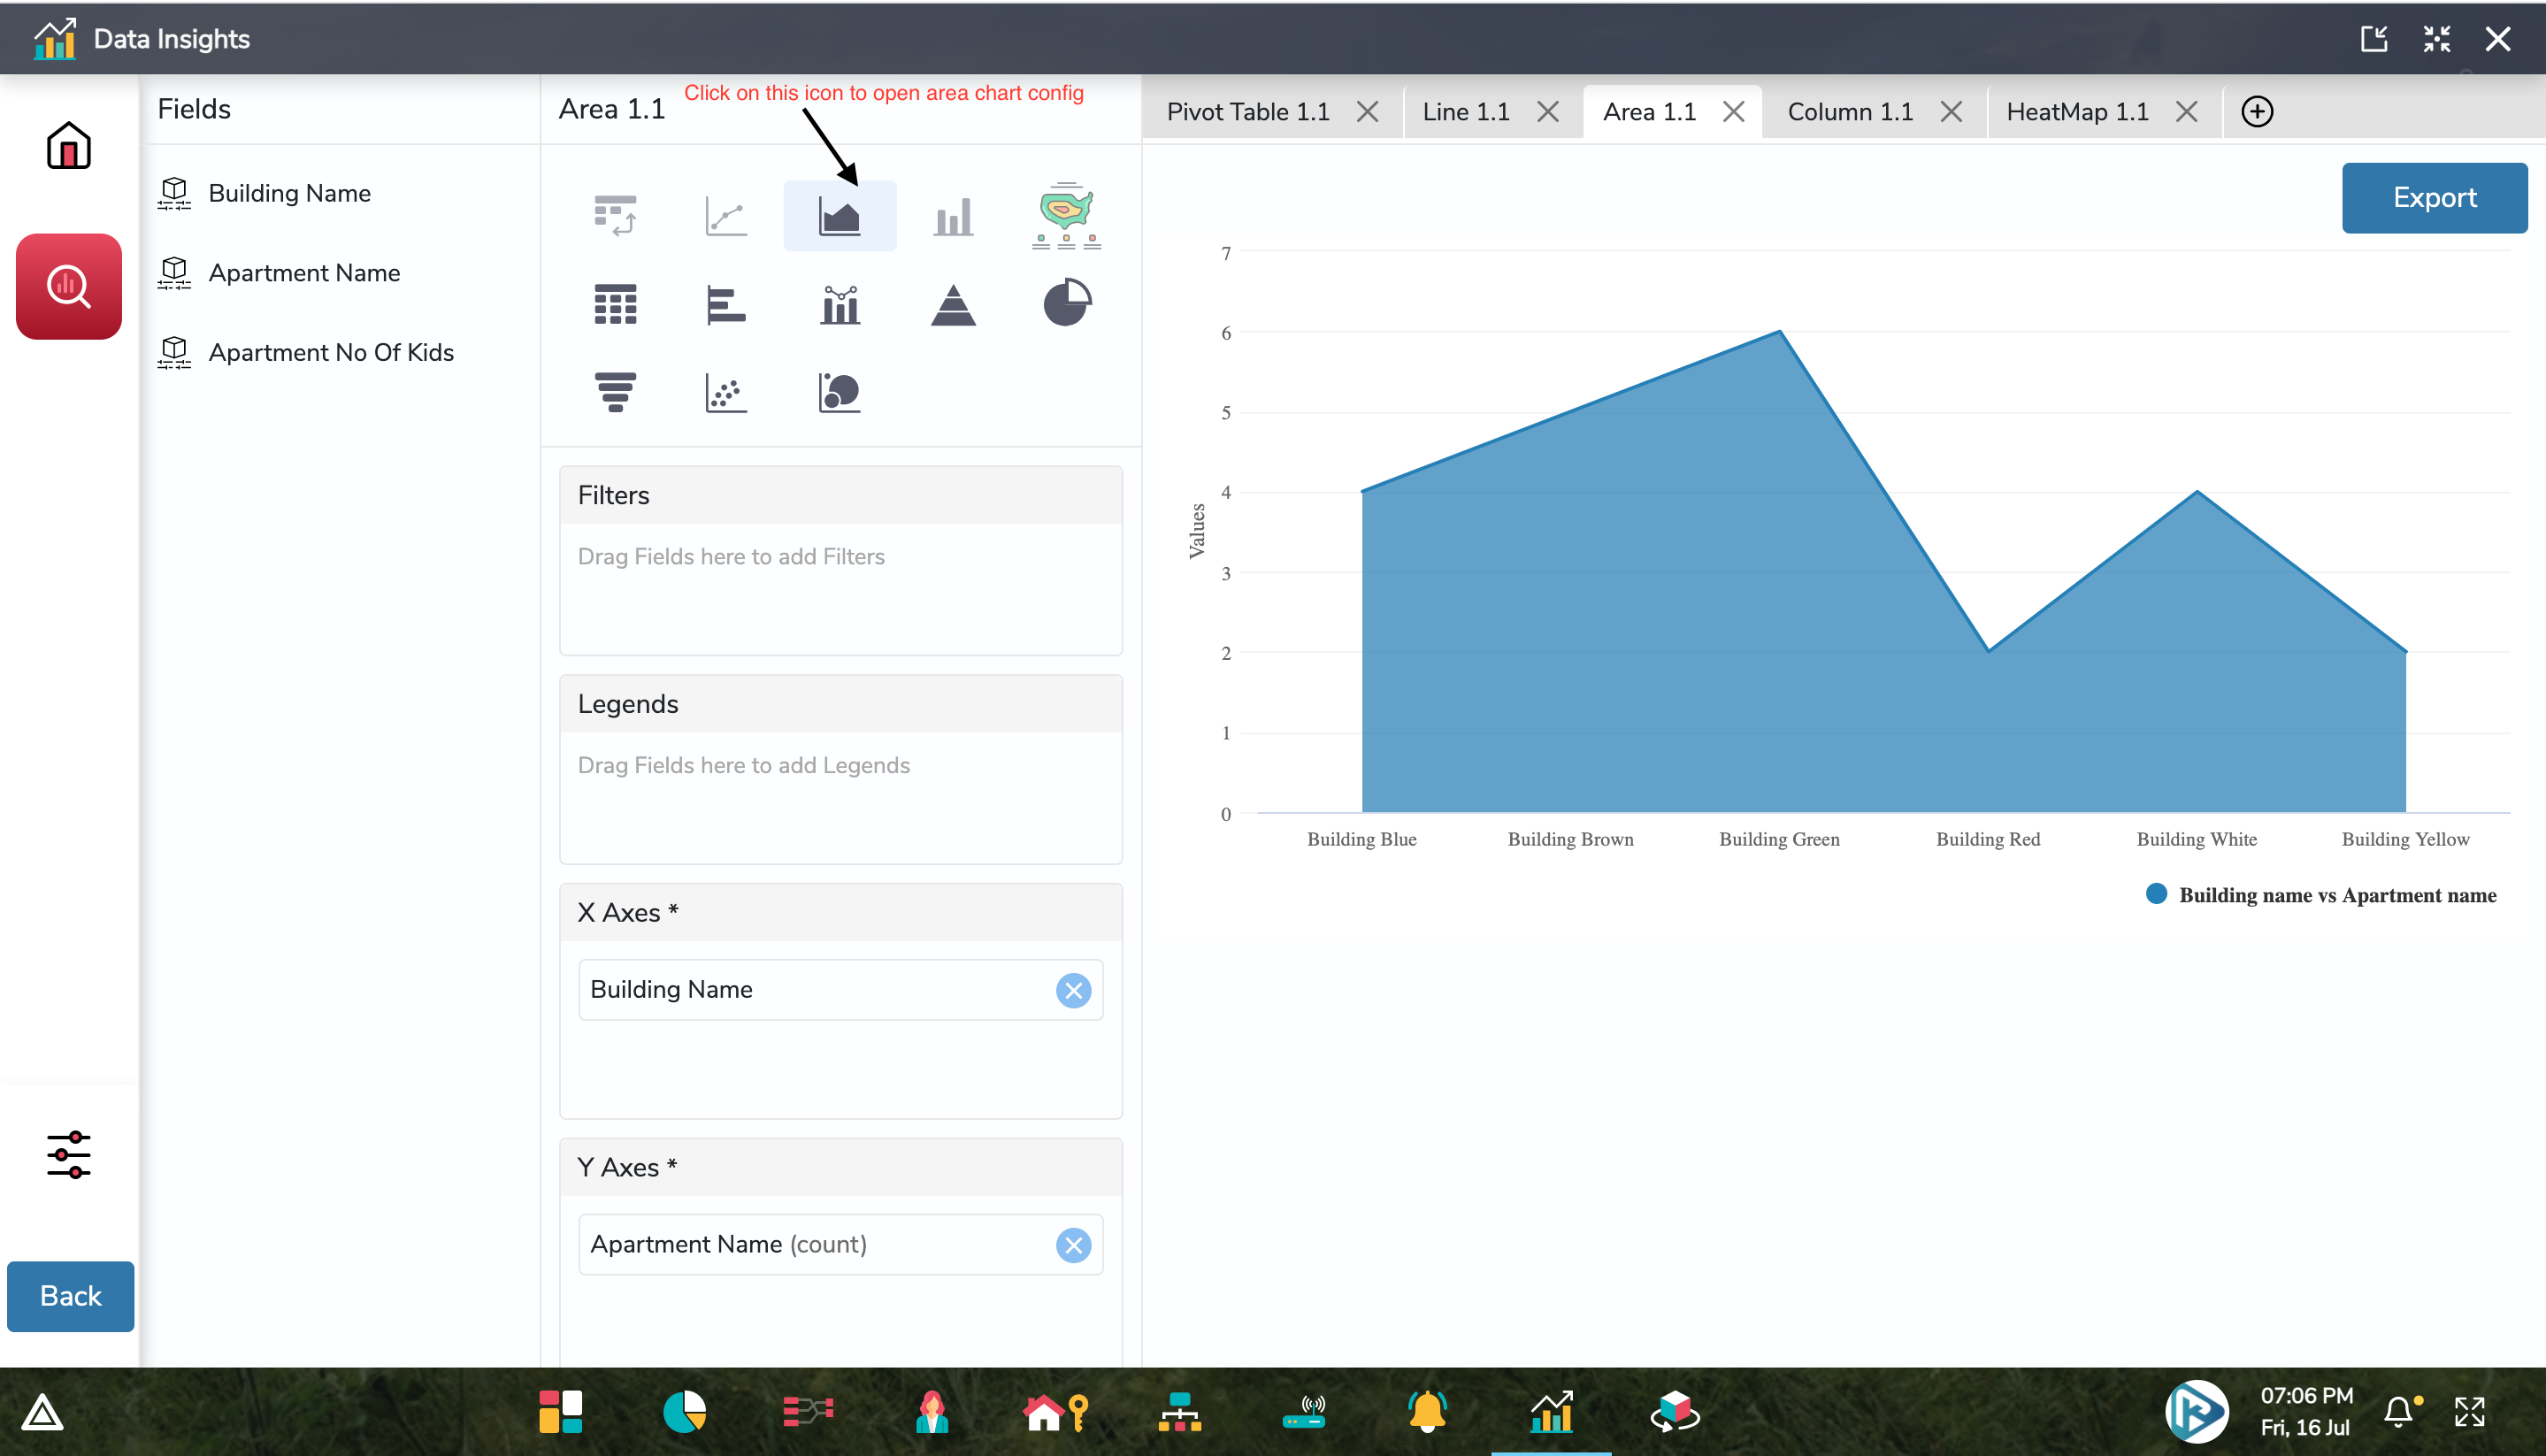 Data Insights
Fields
Building Name
Apartment Name
Apartment No Of Kids
Back
Area 1.1
Click on this icon to open area chart config
Filters
Drag Fields here to add Filters
Legends
Drag Fields here to add Legends
X Axes *
Building Name
Y Axes *
Apartment Name (count)
Pivot Table 1.1
Line 1.1
Area 1.1
Column 1.1
HeatMap 1.1
Export
7
6
5
4
3
2
1
0
Values
Building Blue
Building Brown
Building Green
Building Red
Building White
Building Yellow
Building name vs Apartment name
07:06 PM
Fri, 16 Jul